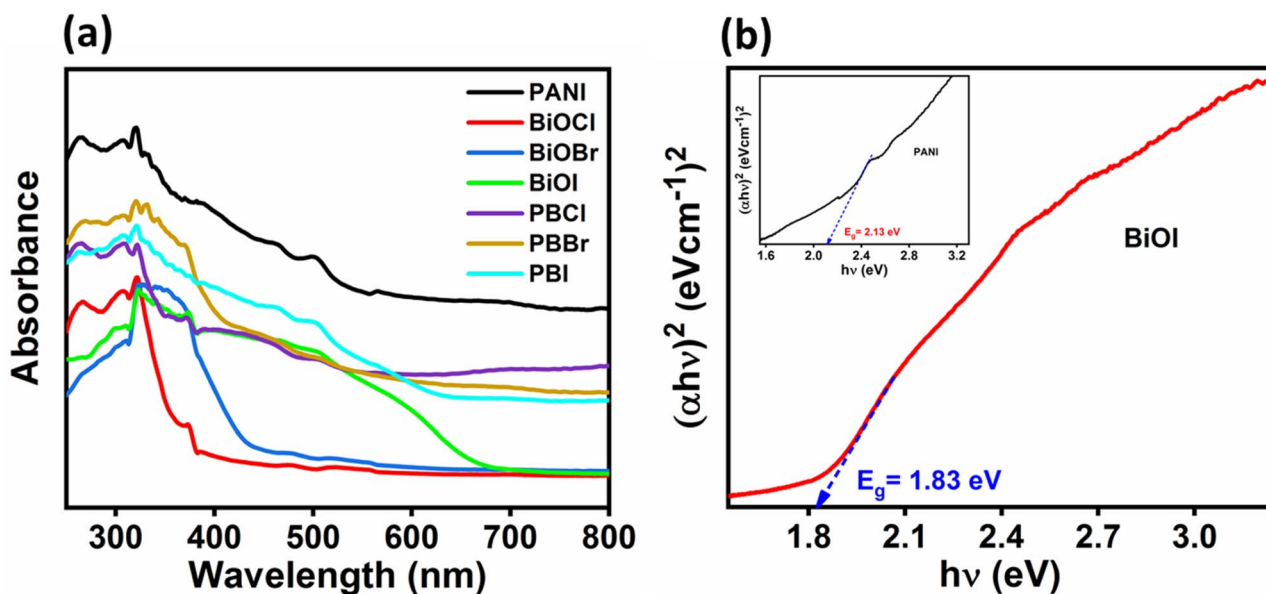 (a)
Absorbance
PANI
BiOCl
BiOBr
BiOI
PBCl
PBBr
PBI
300 400 500 600 700 800
Wavelength (nm)
(b)
(αhν)² (eVcm⁻¹)²
(αhν)² (eVcm⁻¹)²
PANI
E_g= 2.13 eV
1.6 2.0 2.4 2.8 3.2
hν (eV)
BiOI
E_g= 1.83 eV
1.8 2.1 2.4 2.7 3.0
hν (eV)